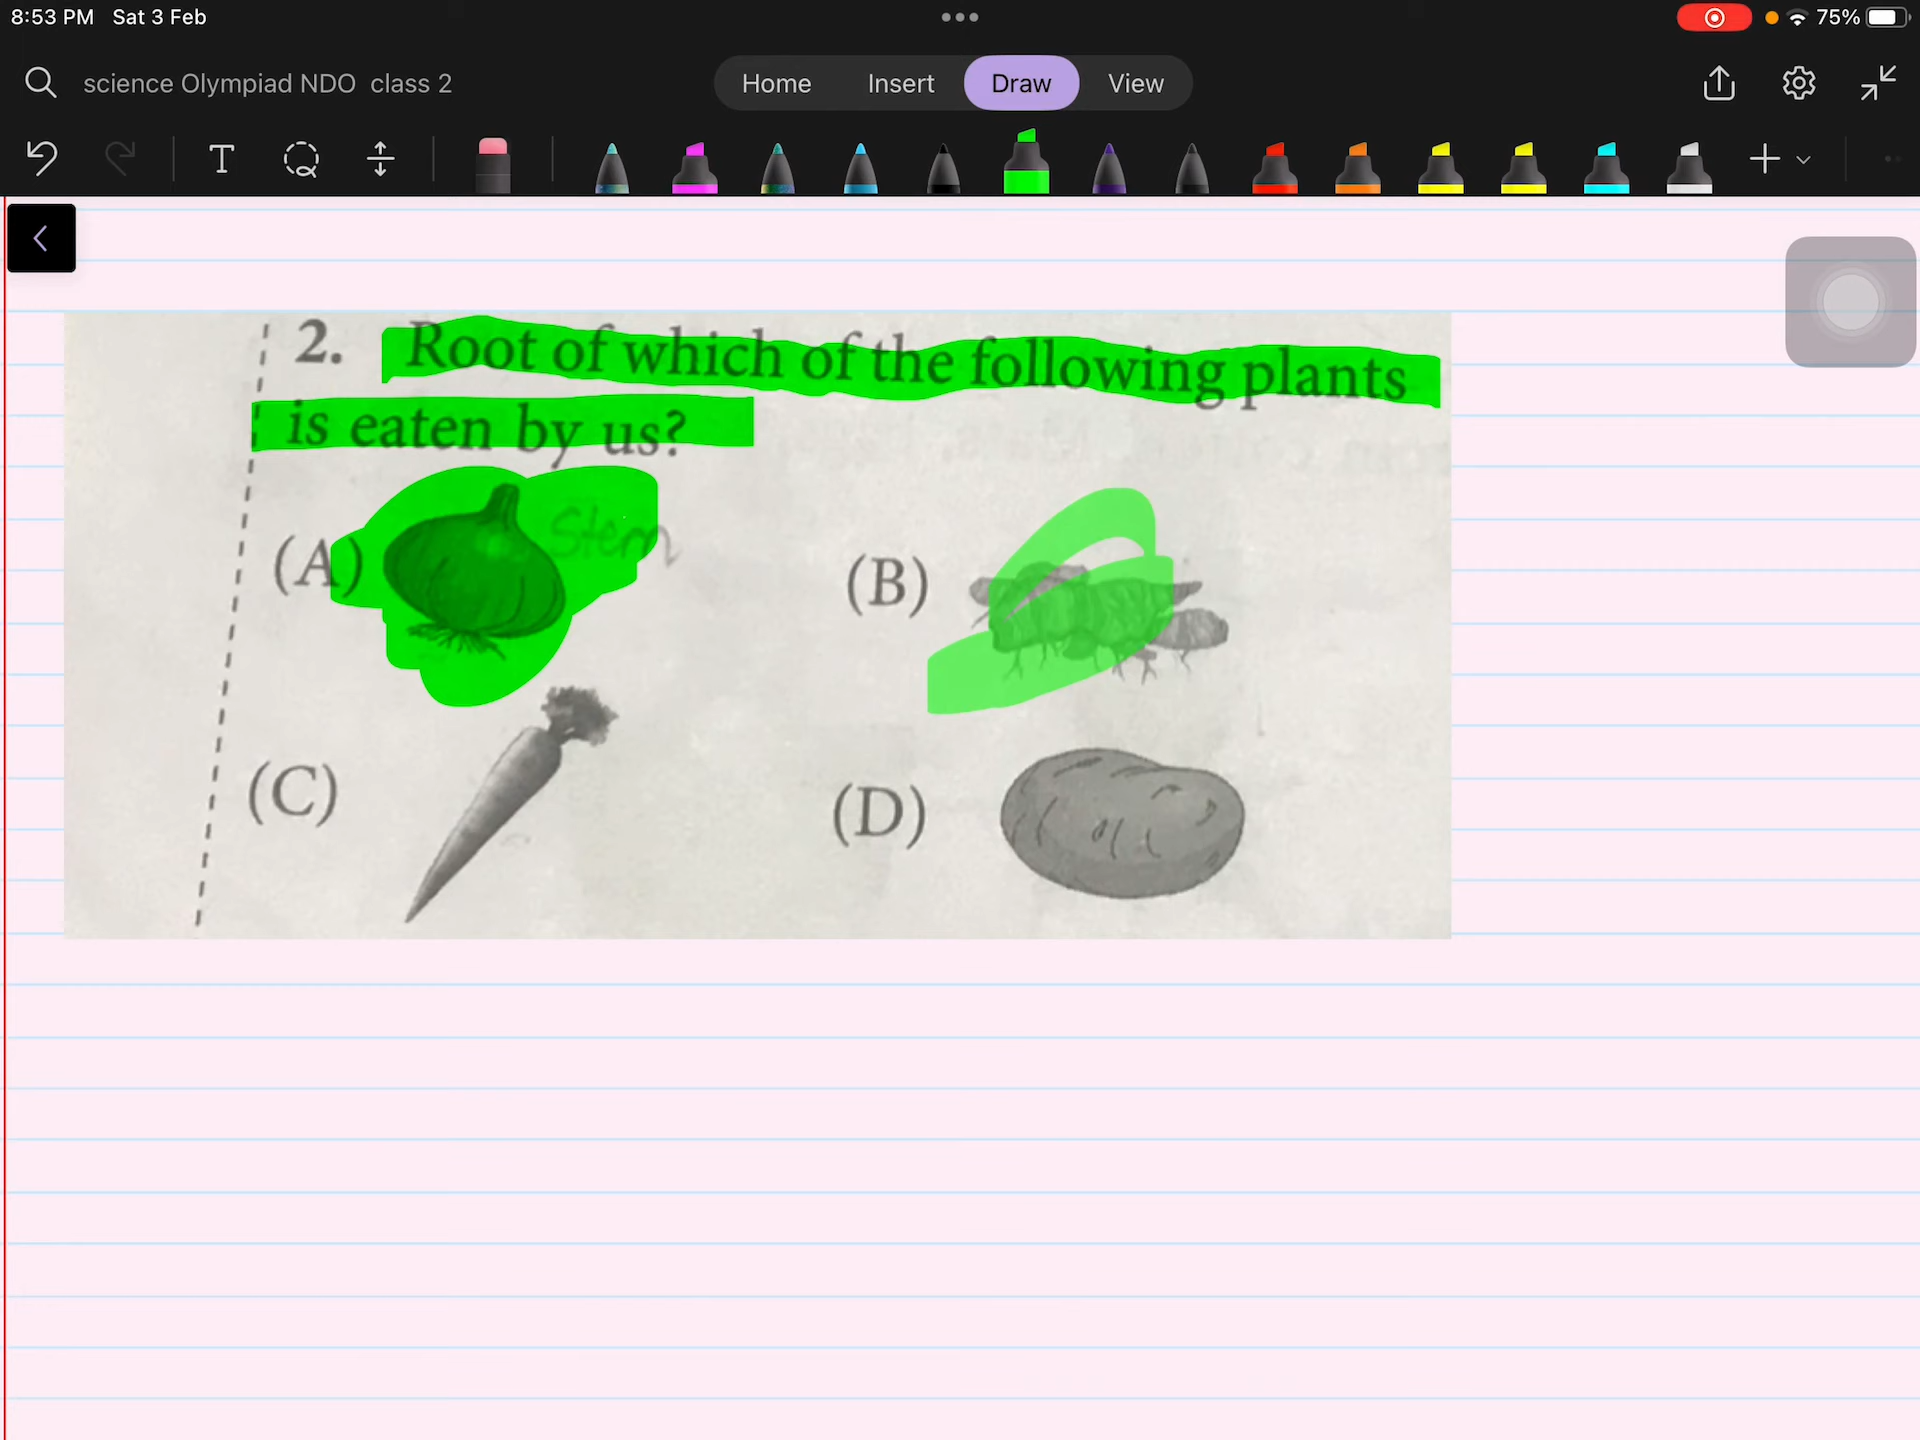 8:53 PM Sat 3 Feb
75%
science Olympiad NDO class 2
Home Insert Draw View
T
2. Root of which of the following plants
is eaten by us?
(A) Stem
(B)
(C)
(D)